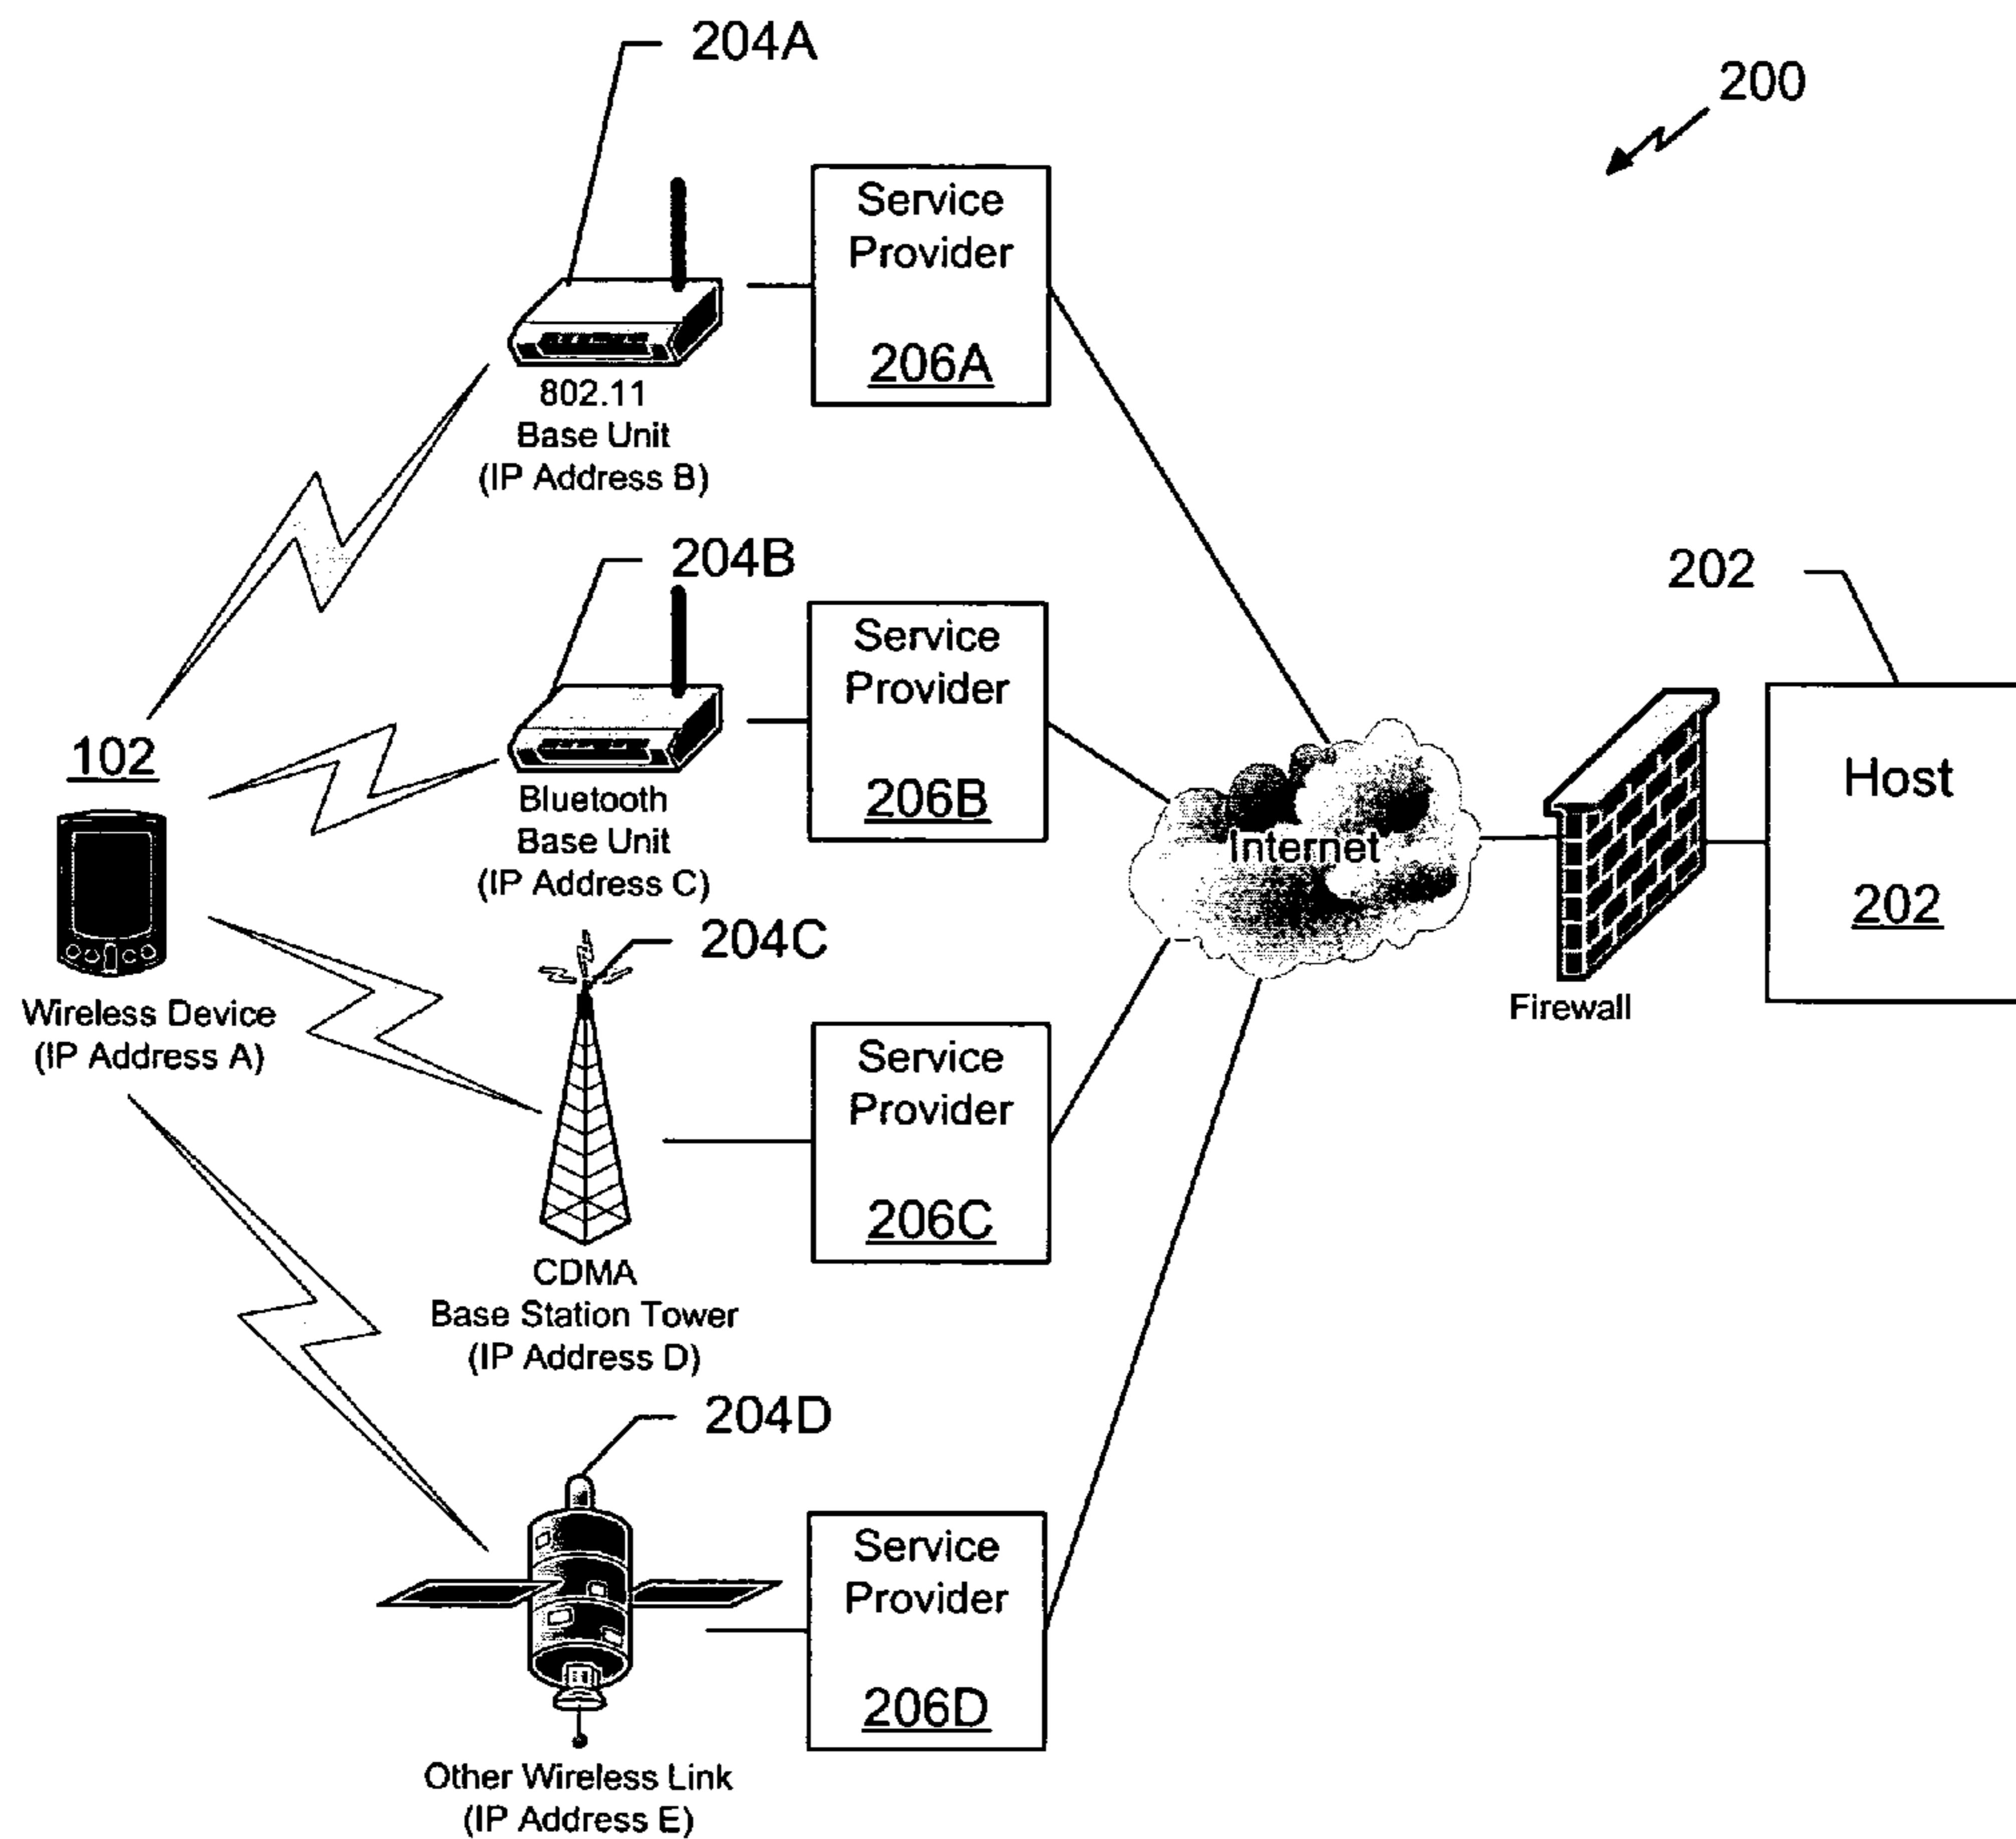 204A
200
Service
Provider
206A
802.11
Base Unit
(IP Address B)
204B
202
Service
Provider
206B
102
Bluetooth
Base Unit
(IP Address C)
Internet
Host
202
Firewall
Wireless Device
(IP Address A)
204C
Service
Provider
206C
CDMA
Base Station Tower
(IP Address D)
204D
Service
Provider
206D
Other Wireless Link
(IP Address E)